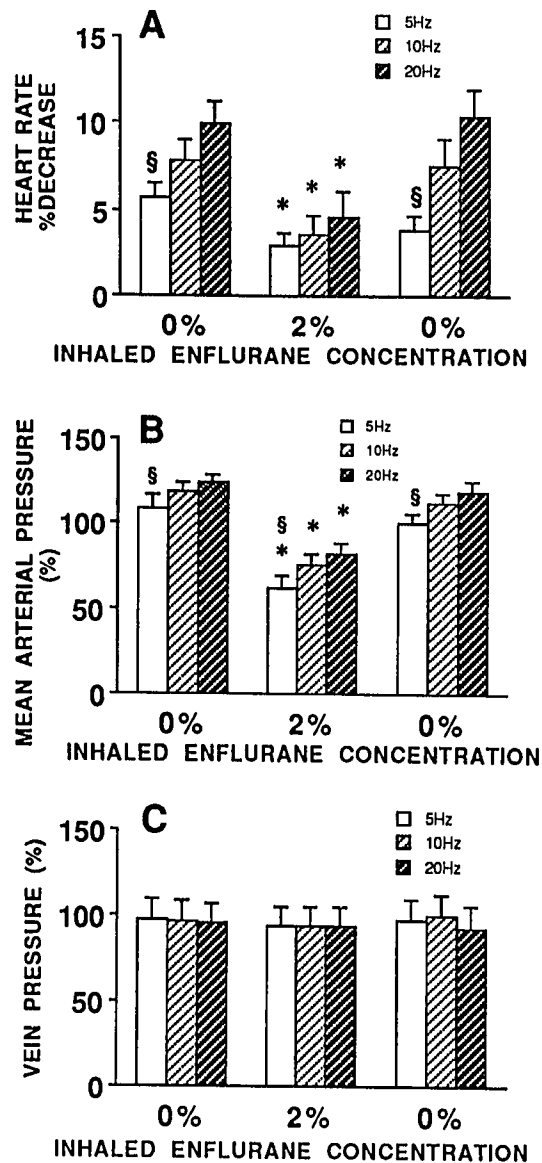 A
5Hz
10Hz
20Hz
HEART RATE
%DECREASE
15
10
5
0
§
*
*
*
§
0% 2% 0%
INHALED ENFLURANE CONCENTRATION
B
5Hz
10Hz
20Hz
MEAN ARTERIAL PRESSURE
(%)
150
100
50
0
§
§
*
*
*
§
0% 2% 0%
INHALED ENFLURANE CONCENTRATION
C
5Hz
10Hz
20Hz
VEIN PRESSURE (%)
150
100
50
0
0% 2% 0%
INHALED ENFLURANE CONCENTRATION